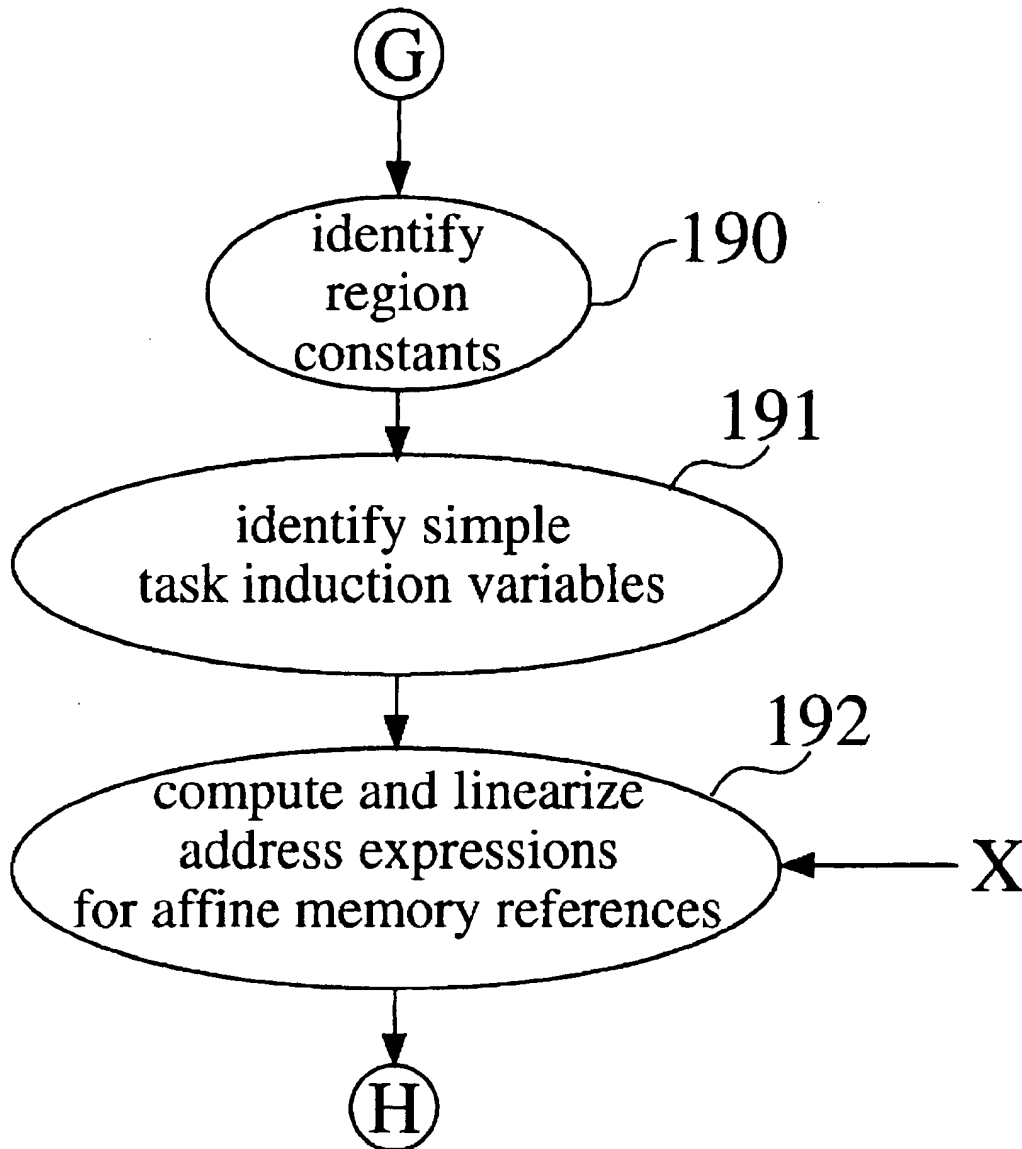 G
identify
region
constants
190
191
identify simple
task induction variables
192
compute and linearize
address expressions
for affine memory references
X
H